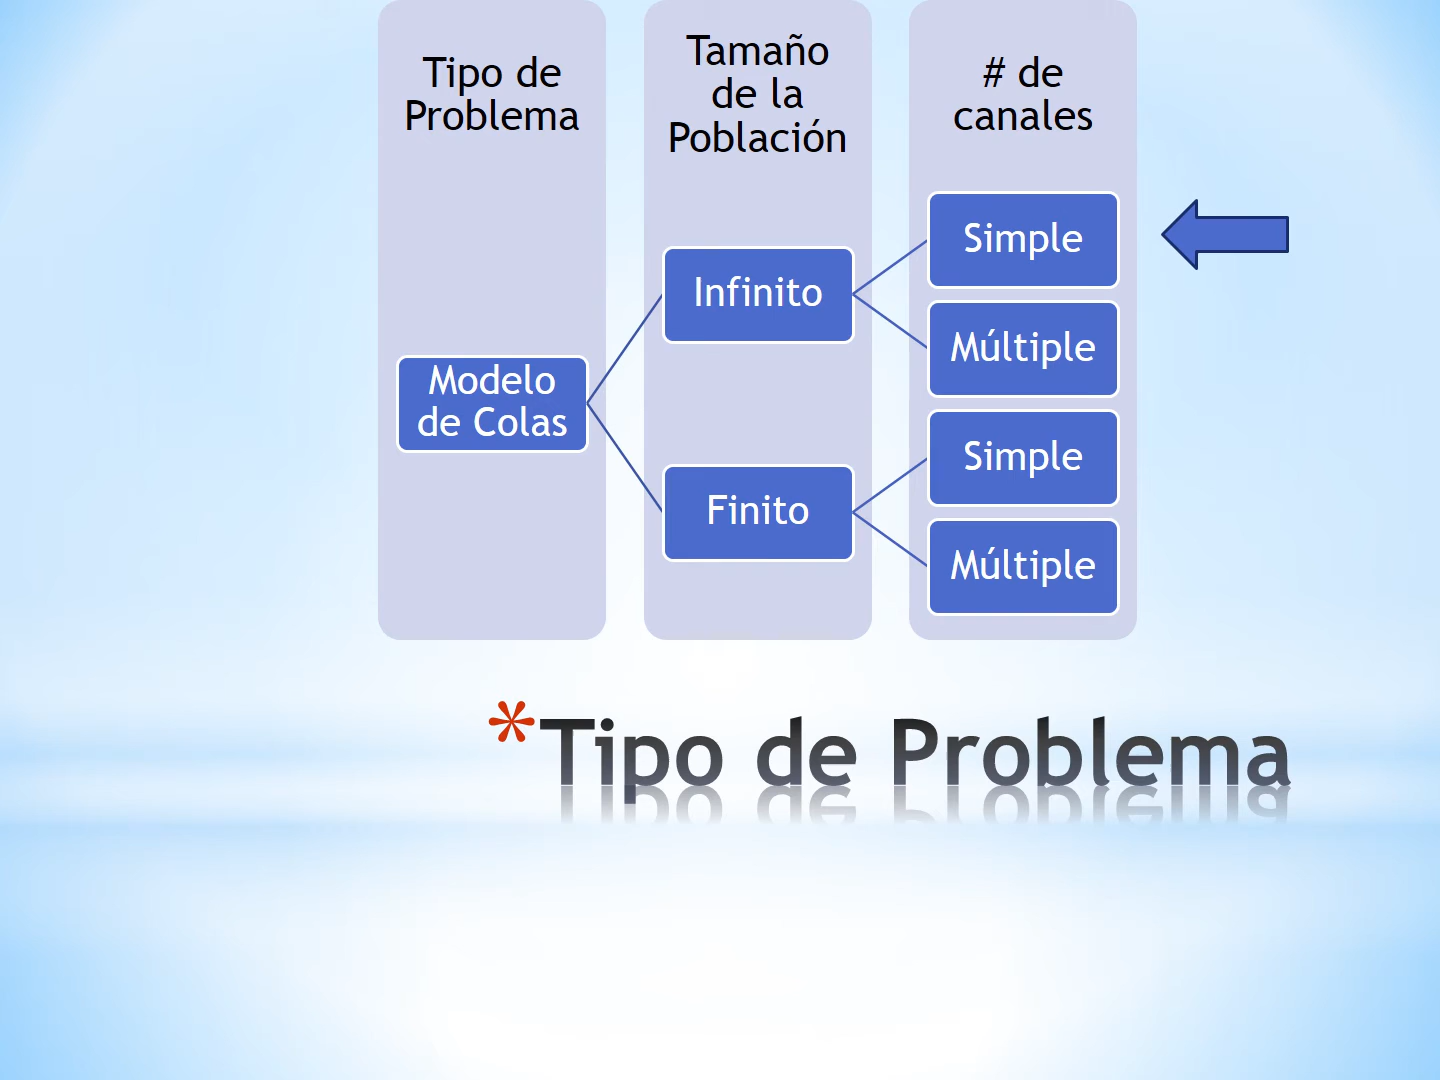 Tipo de
Problema
Tamaño
de la
Población
# de
canales
Modelo
de Colas
Infinito
Finito
Simple
Múltiple
Simple
Múltiple
*Tipo de Problema